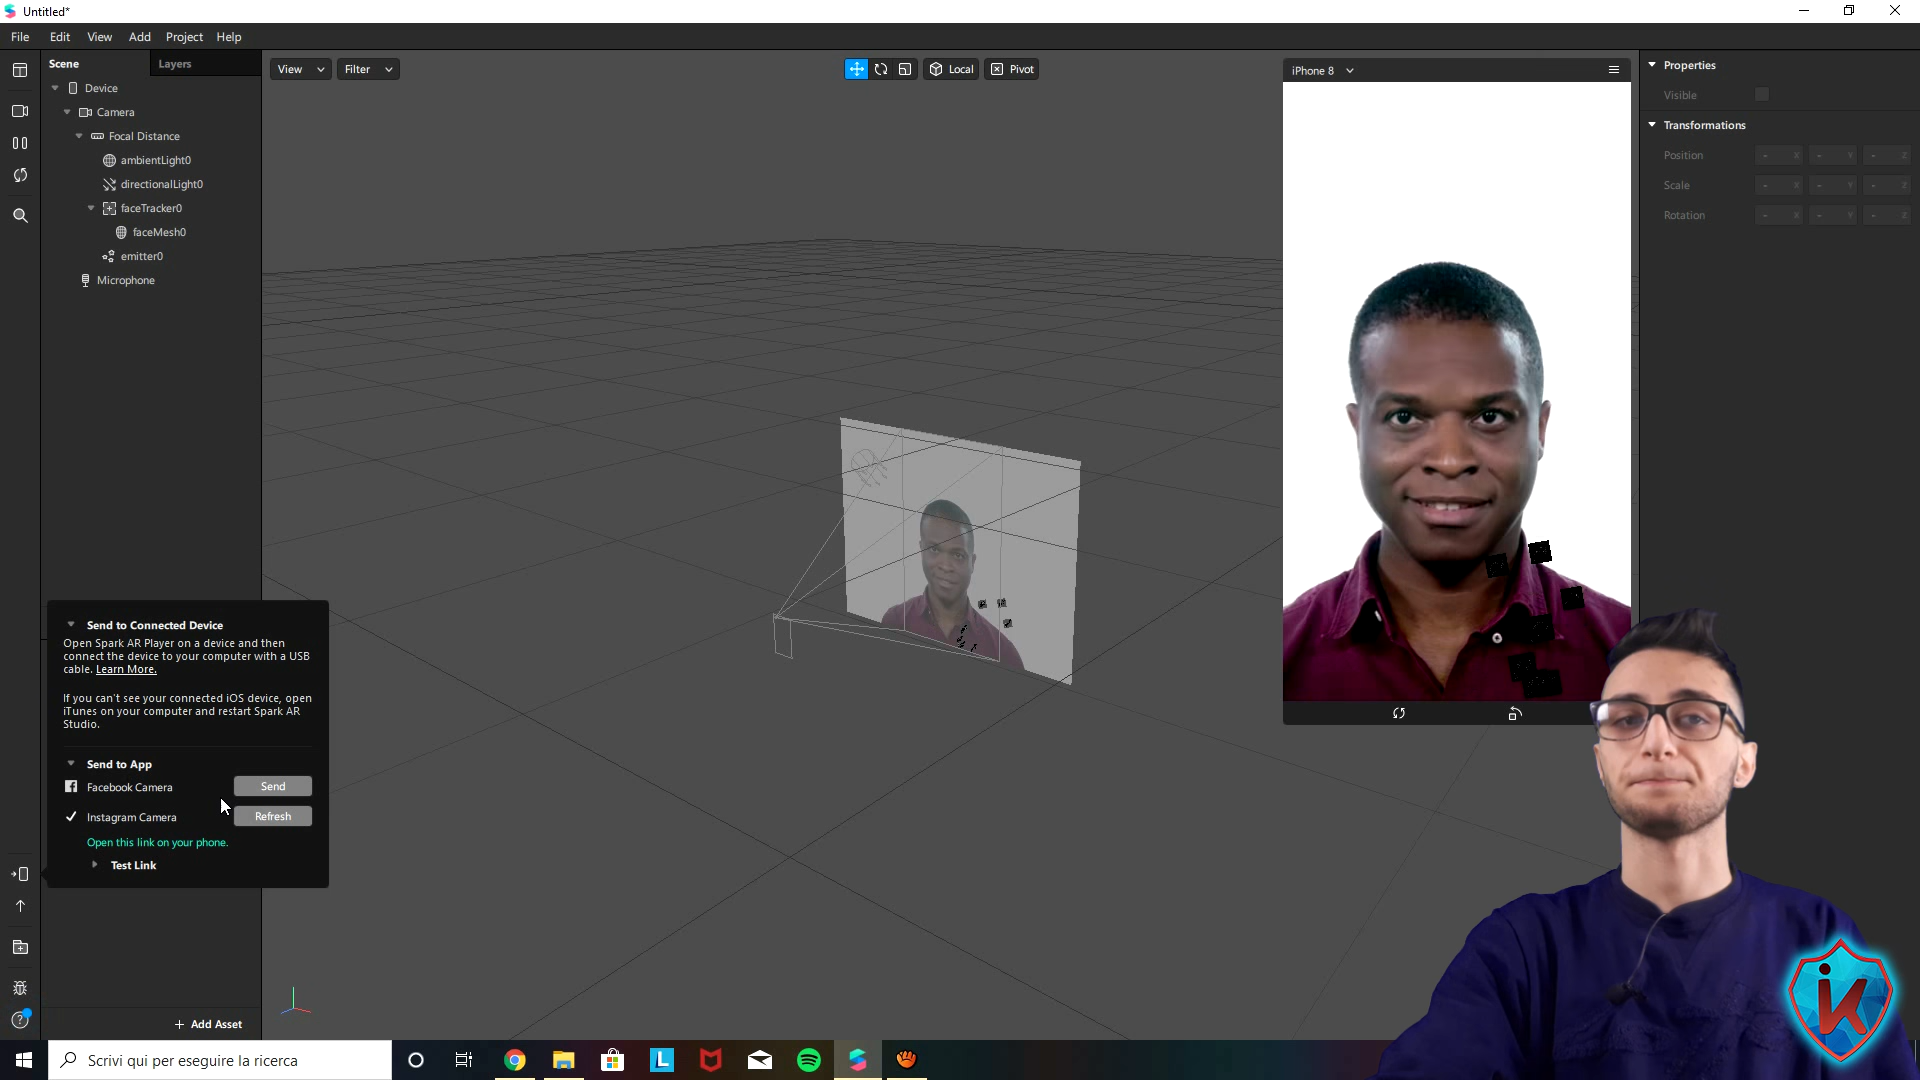 Untitled*
File Edit View Add Project Help
Scene
Layers
Device
Camera
Focal Distance
ambientLight0
directionalLight0
faceTracker0
faceMesh0
emitter0
Microphone
View
Filter
Local
Pivot
iPhone 8
Properties
Visible
Transformations
Position - X - Y - Z
Scale - X - Y - Z
Rotation - X - Y - Z
Send to Connected Device
Open Spark AR Player on a device and then
connect the device to your computer with a USB
cable. Learn More.
If you can't see your connected iOS device, open
iTunes on your computer and restart Spark AR
Studio.
Send to App
Facebook Camera Send
Instagram Camera Refresh
Open this link on your phone.
Test Link
+ Add Asset
Scrivi qui per eseguire la ricerca
L
iK